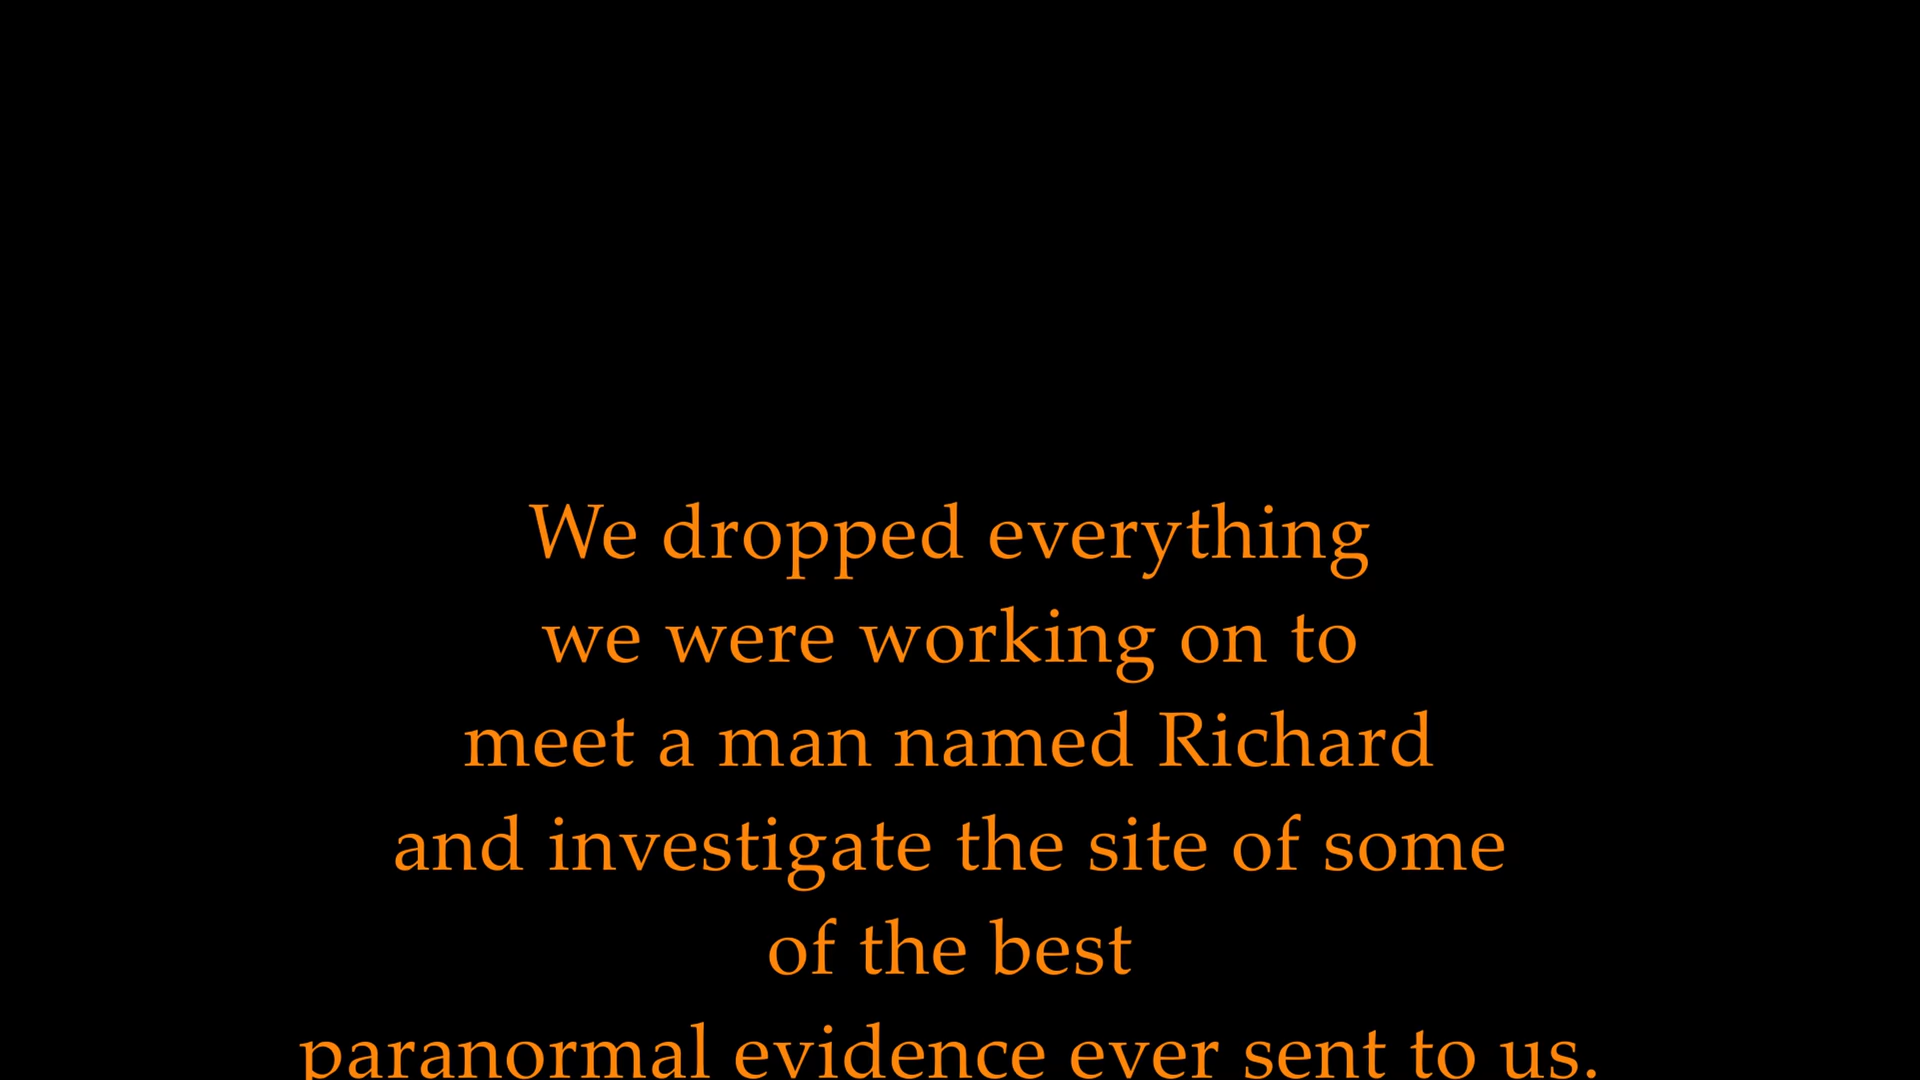 We dropped everything
we were working on to
meet a man named Richard
and investigate the site of some
of the best
paranormal evidence ever sent to us.